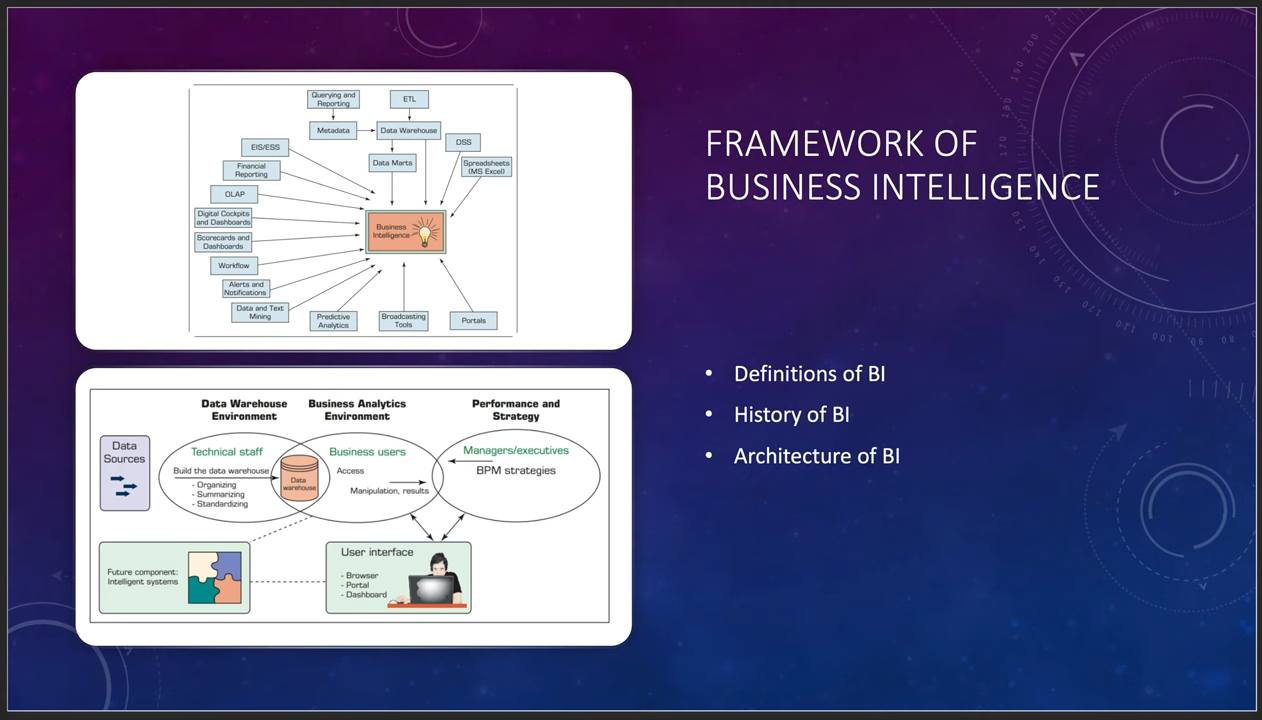 Querying and
Reporting
ETL
Metadata
Data Warehouse
EIS/ESS
DSS
Financial
Reporting
Data Marts
Spreadsheets
(MS Excel)
OLAP
Digital Cockpits
and Dashboards
Business
Intelligence
Scorecards and
Dashboards
Workflow
Alerts and
Notifications
Data and Text
Mining
Predictive
Analytics
Broadcasting
Tools
Portals
Data Warehouse
Environment
Business Analytics
Environment
Performance and
Strategy
Data
Sources
Technical staff
Build the data warehouse
- Organizing
- Summarizing
- Standardizing
Data
warehouse
Business users
Access
Manipulation, results
Managers/executives
BPM strategies
Future component:
Intelligent systems
User interface
- Browser
- Portal
- Dashboard
FRAMEWORK OF
BUSINESS INTELLIGENCE
• Definitions of BI
• History of BI
• Architecture of BI